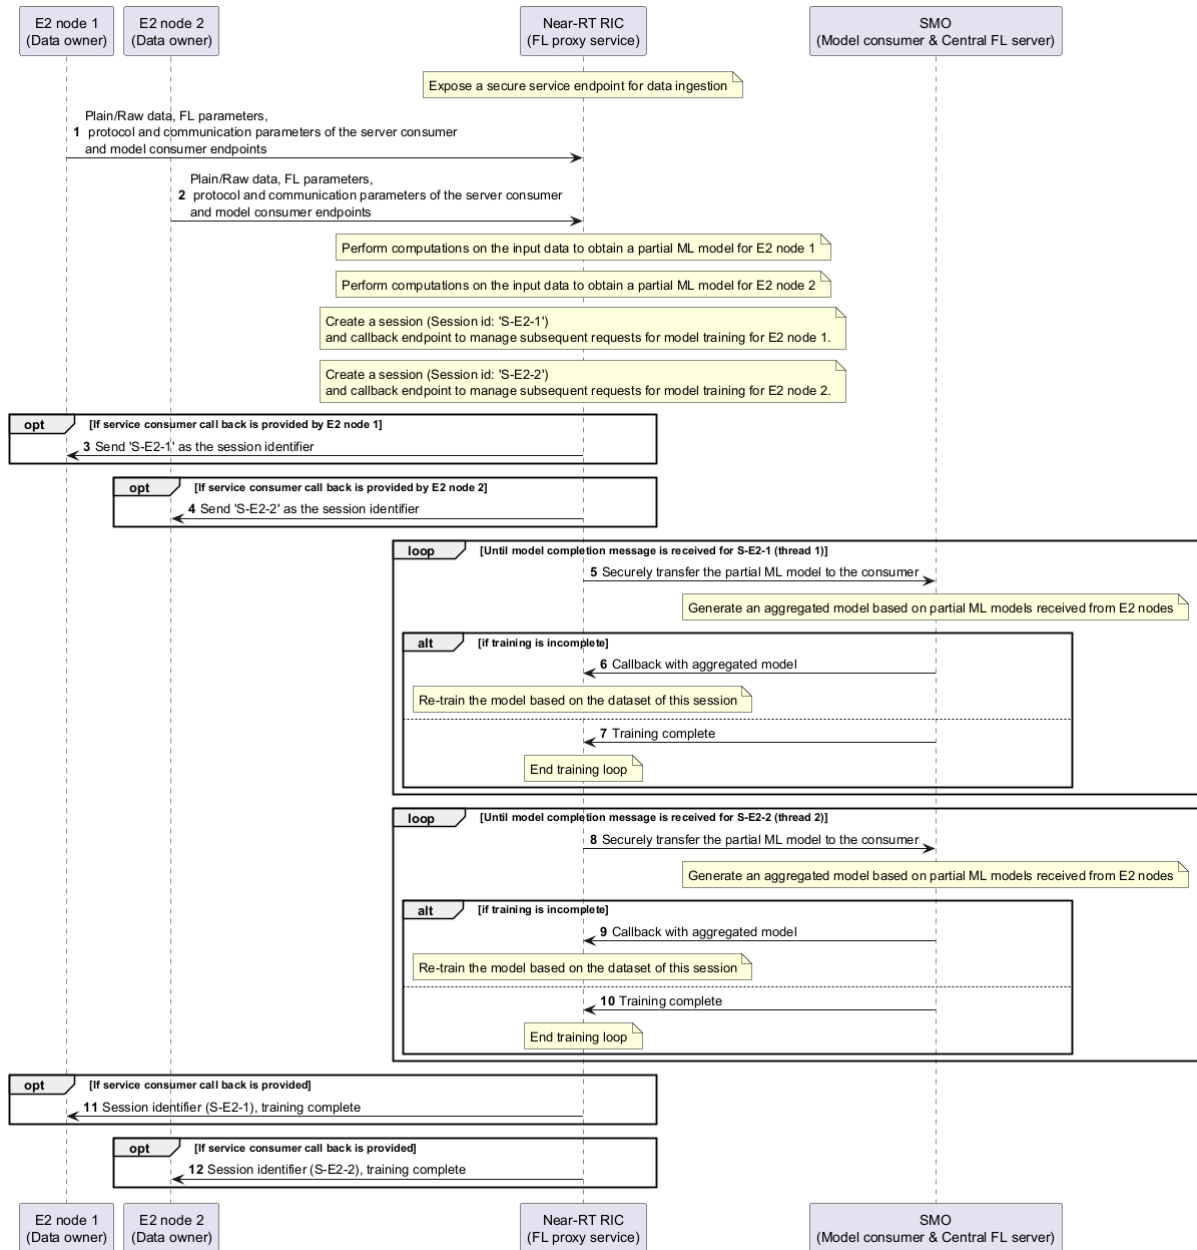 E2 node 1
(Data owner)
E2 node 2
(Data owner)
Near-RT RIC
(FL proxy service)
SMO
(Model consumer & Central FL server)
Expose a secure service endpoint for data ingestion
Plain/Raw data, FL parameters,
1 protocol and communication parameters of the server consumer
and model consumer endpoints
Plain/Raw data, FL parameters,
2 protocol and communication parameters of the server consumer
and model consumer endpoints
Perform computations on the input data to obtain a partial ML model for E2 node 1
Perform computations on the input data to obtain a partial ML model for E2 node 2
Create a session (Session id: 'S-E2-1')
and callback endpoint to manage subsequent requests for model training for E2 node 1.
Create a session (Session id: 'S-E2-2')
and callback endpoint to manage subsequent requests for model training for E2 node 2.
opt [If service consumer call back is provided by E2 node 1]
3 Send 'S-E2-1' as the session identifier
opt [If service consumer call back is provided by E2 node 2]
4 Send 'S-E2-2' as the session identifier
loop [Until model completion message is received for S-E2-1 (thread 1)]
5 Securely transfer the partial ML model to the consumer
Generate an aggregated model based on partial ML models received from E2 nodes
alt [if training is incomplete]
6 Callback with aggregated model
Re-train the model based on the dataset of this session
7 Training complete
End training loop
loop [Until model completion message is received for S-E2-2 (thread 2)]
8 Securely transfer the partial ML model to the consumer
Generate an aggregated model based on partial ML models received from E2 nodes
alt [if training is incomplete]
9 Callback with aggregated model
Re-train the model based on the dataset of this session
10 Training complete
End training loop
opt [If service consumer call back is provided]
11 Session identifier (S-E2-1), training complete
opt [If service consumer call back is provided]
12 Session identifier (S-E2-2), training complete
E2 node 1
(Data owner)
E2 node 2
(Data owner)
Near-RT RIC
(FL proxy service)
SMO
(Model consumer & Central FL server)